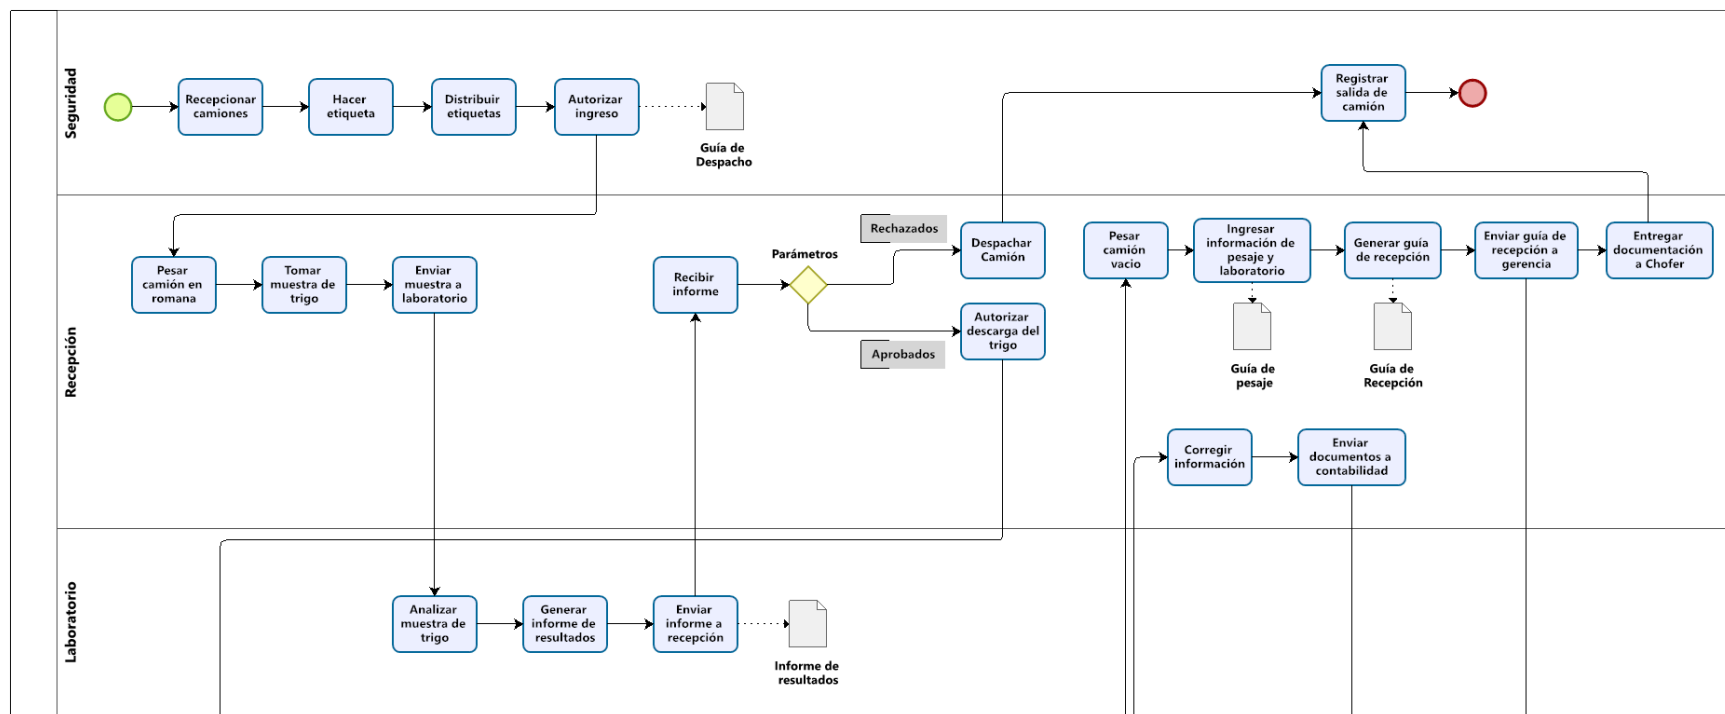 Seguridad
Recepcionar
camiones
Hacer
etiqueta
Distribuir
etiquetas
Autorizar
ingreso
Guía de
Despacho
Registrar
salida de
camión
Recepción
Pesar
camión en
romana
Tomar
muestra de
trigo
Enviar
muestra a
laboratorio
Recibir
informe
Parámetros
Rechazados
Aprobados
Despachar
Camión
Autorizar
descarga del
trigo
Pesar
camión
vacio
Ingresar
información de
pesaje y
laboratorio
Generar guía
de recepción
Enviar guía de
recepción a
gerencia
Entregar
documentación
a Chofer
Guía de
pesaje
Guía de
Recepción
Corregir
información
Enviar
documentos a
contabilidad
Laboratorio
Analizar
muestra de
trigo
Generar
informe de
resultados
Enviar
informe a
recepción
Informe de
resultados